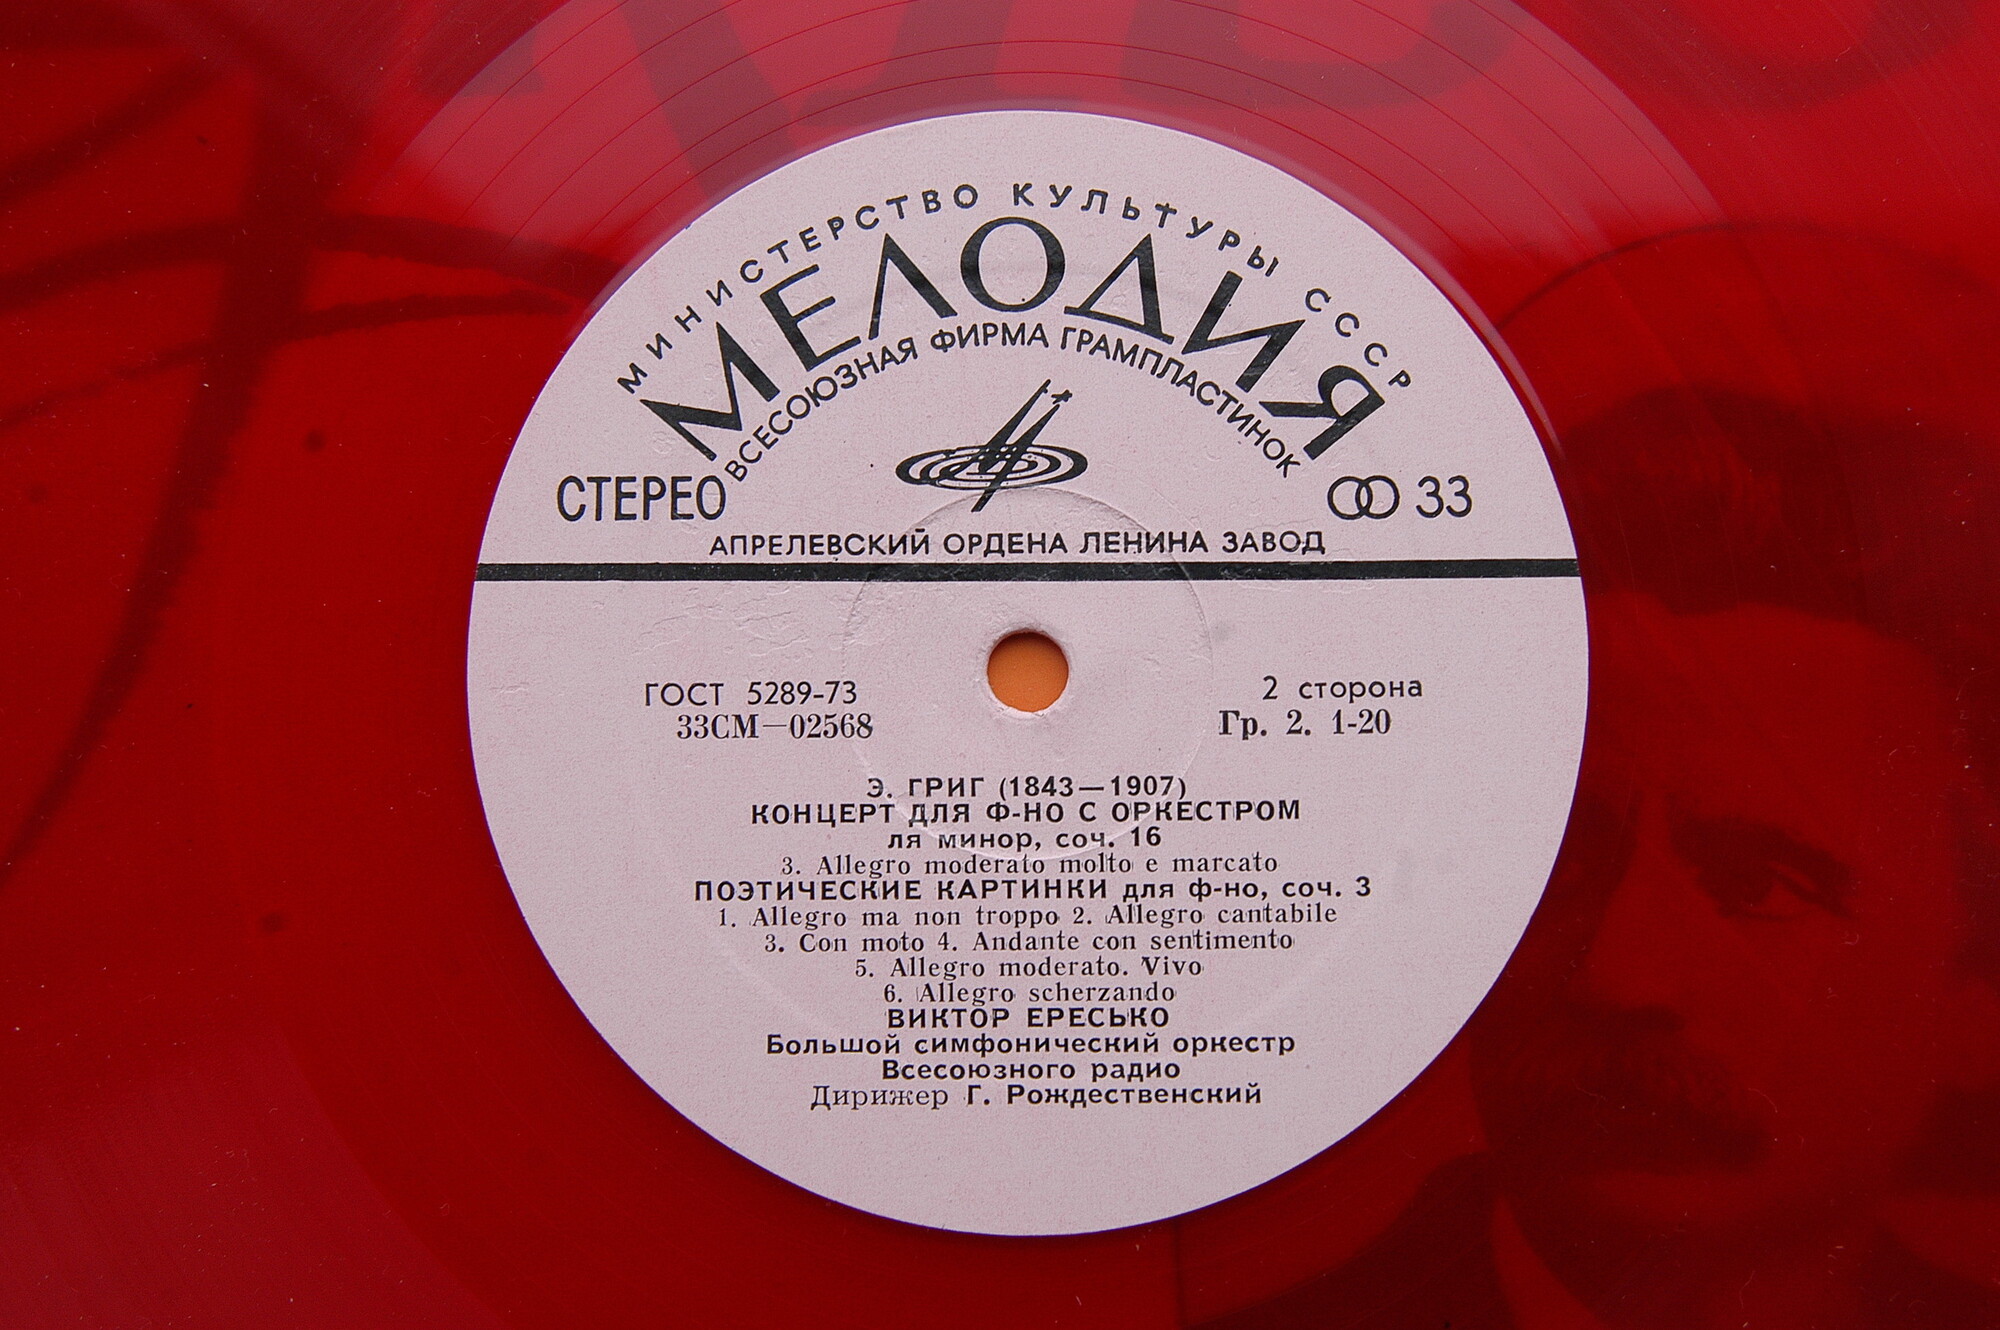 МИНИСТЕРСТВО КУЛЬТУРЫ СССР
МЕЛОДИЯ
ВСЕСОЮЗНАЯ ФИРМА ГРАМПЛАСТИНОК
СТЕРЕО
33
АПРЕЛЕВСКИЙ ОРДЕНА ЛЕНИНА ЗАВОД
ГОСТ 5289-73
2 сторона
33СМ—02568
Гр. 2. 1-20
Э. ГРИГ (1843—1907)
КОНЦЕРТ ДЛЯ Ф-НО С ОРКЕСТРОМ
ля минор, соч. 16
3. Allegro moderato molto e marcato
ПОЭТИЧЕСКИЕ КАРТИНКИ для ф-но, соч. 3
1. Allegro ma non troppo 2. Allegro cantabile
3. Con moto 4. Andante con sentimento
5. Allegro moderato. Vivo
6. Allegro scherzando
ВИКТОР ЕРЕСЬКО
Большой симфонический оркестр
Всесоюзного радио
Дирижер Г. Рождественский